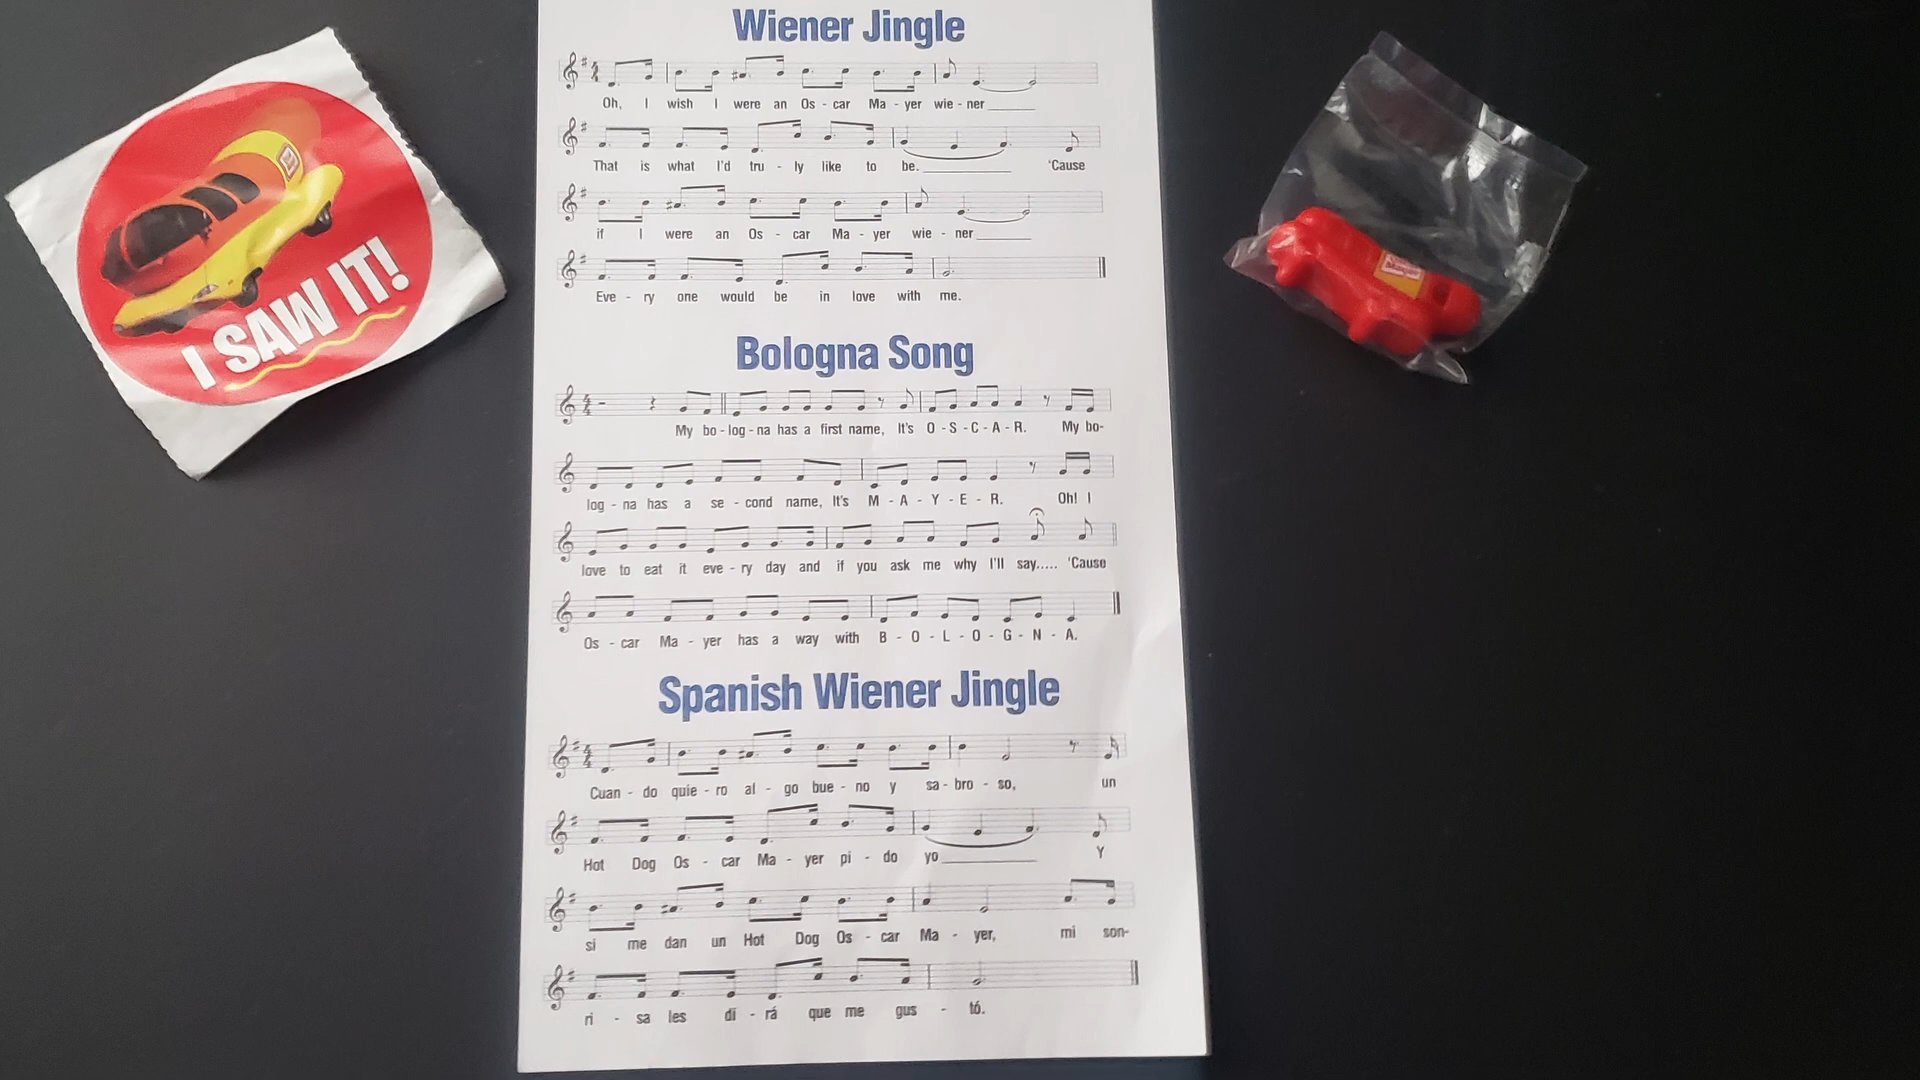 I SAW IT!
Wiener Jingle
Oh, I wish I were an Os - car Ma - yer wie - ner
That is what I'd tru - ly like to be. 'Cause
if I were an Os - car Ma - yer wie - ner
Eve - ry one would be in love with me.
Bologna Song
My bo - log - na has a first name, It's O - S - C - A - R. My bo-
log - na has a se - cond name, It's M - A - Y - E - R. Oh! I
love to eat it eve - ry day and if you ask me why I'll say..... 'Cause
Os - car Ma - yer has a way with B - O - L - O - G - N - A.
Spanish Wiener Jingle
Cuan - do quie - ro al - go bue - no y sa - bro - so, un
Hot Dog Os - car Ma - yer pi - do yo Y
si me dan un Hot Dog Os - car Ma - yer, mi son-
ri - sa les di - rá que me gus - tó.